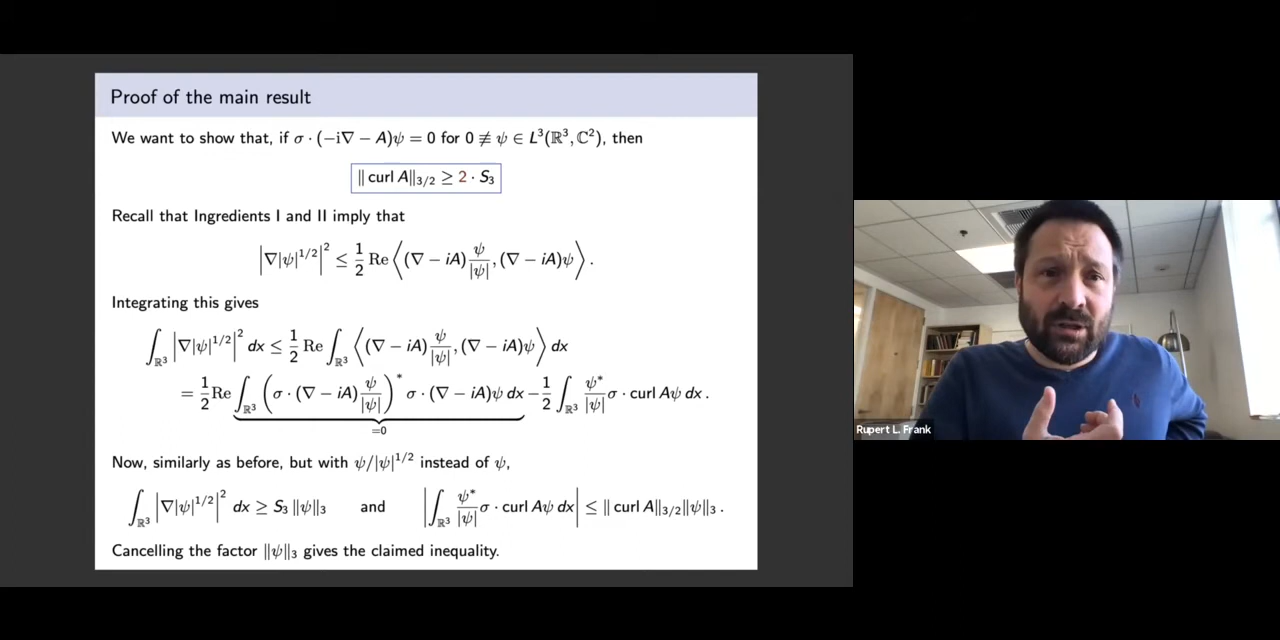 Proof of the main result
We want to show that, if σ · (−i∇ − A)ψ = 0 for 0 ≢ ψ ∈ L³(ℝ³, ℂ²), then
‖ curl A‖₃/₂ ≥ 2 · S₃
Recall that Ingredients I and II imply that
|∇|ψ|^{1/2}|² ≤ 1/2 Re ⟨(∇ − iA) ψ/|ψ|, (∇ − iA)ψ⟩ .
Integrating this gives
∫_{ℝ³} |∇|ψ|^{1/2}|² dx ≤ 1/2 Re ∫_{ℝ³} ⟨(∇ − iA) ψ/|ψ|, (∇ − iA)ψ⟩ dx
= 1/2 Re ∫_{ℝ³} (σ · (∇ − iA) ψ/|ψ|)* σ · (∇ − iA)ψ dx − 1/2 ∫_{ℝ³} ψ*/|ψ| σ · curl Aψ dx .
=0
Now, similarly as before, but with ψ/|ψ|^{1/2} instead of ψ,
∫_{ℝ³} |∇|ψ|^{1/2}|² dx ≥ S₃ ‖ψ‖₃ and |∫_{ℝ³} ψ*/|ψ| σ · curl Aψ dx| ≤ ‖ curl A‖₃/₂‖ψ‖₃ .
Cancelling the factor ‖ψ‖₃ gives the claimed inequality.
Rupert L. Frank